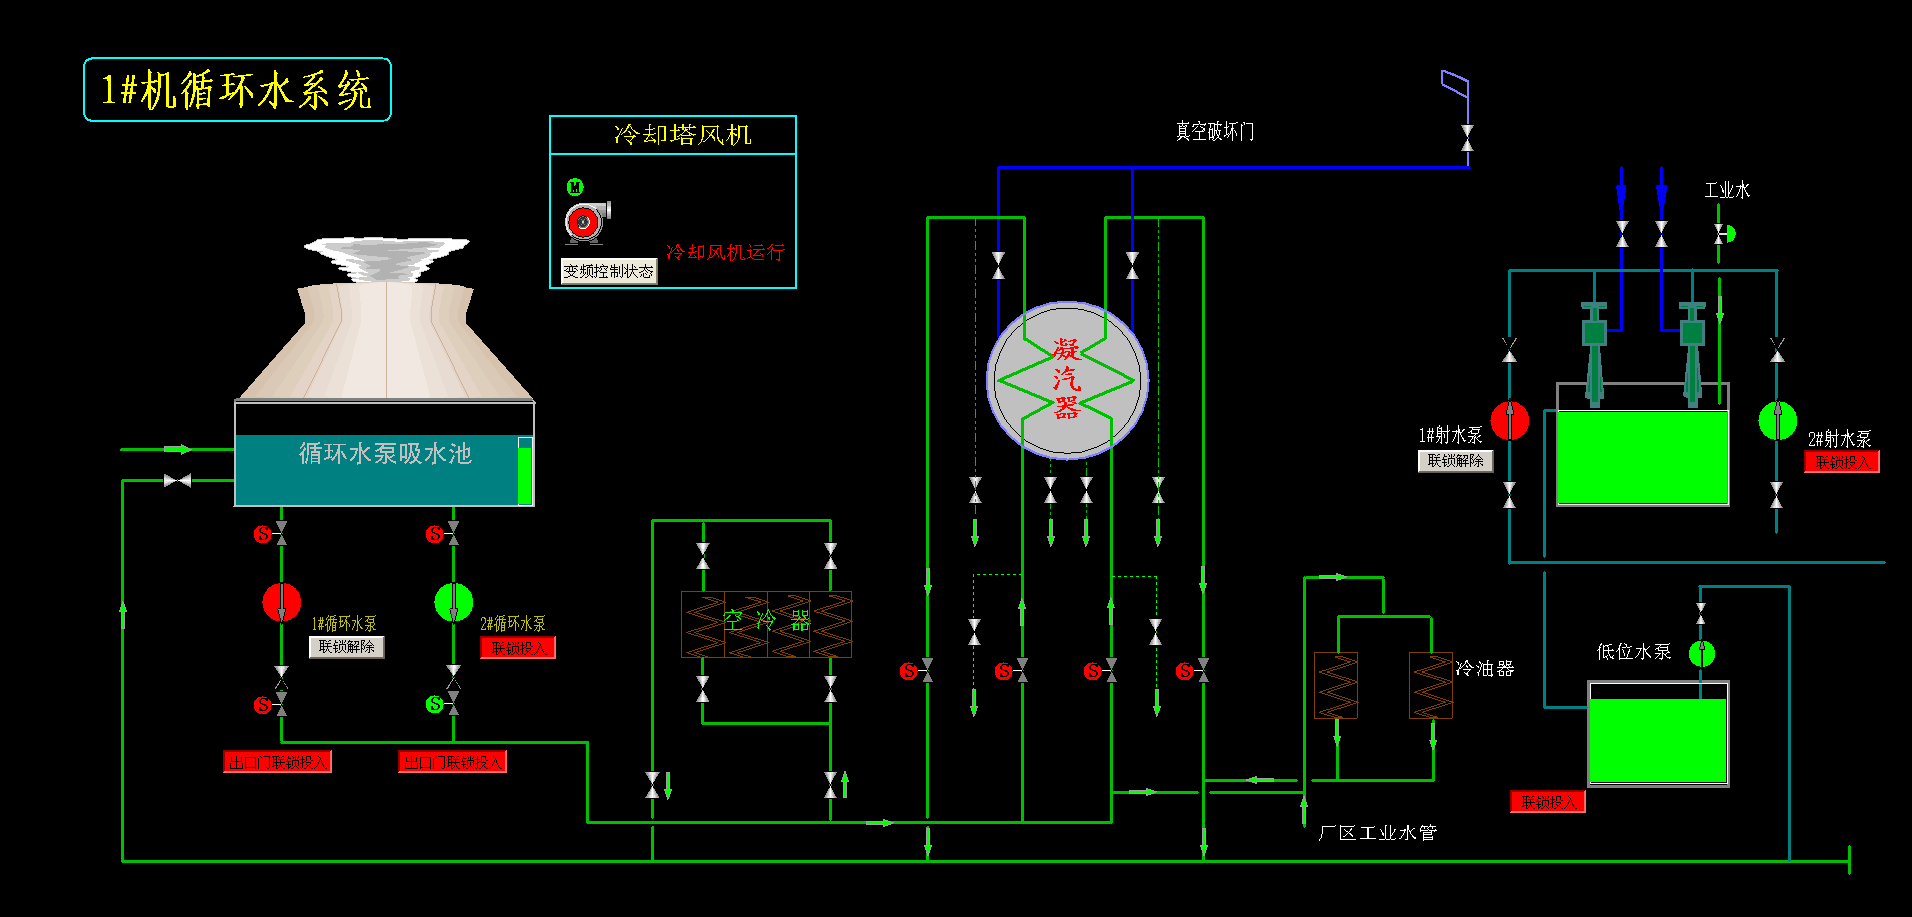 1#机循环水系统
冷却塔风机
M
冷却风机运行
变频控制状态
真空破坏门
工业水
凝
汽
器
循环水泵吸水池
1#射水泵
联锁解除
2#射水泵
联锁投入
S
S
1#循环水泵
联锁解除
2#循环水泵
联锁投入
空冷器
S
S
S
S
S
S
冷油器
低位水泵
出口门联锁投入
出口门联锁投入
联锁投入
厂区工业水管